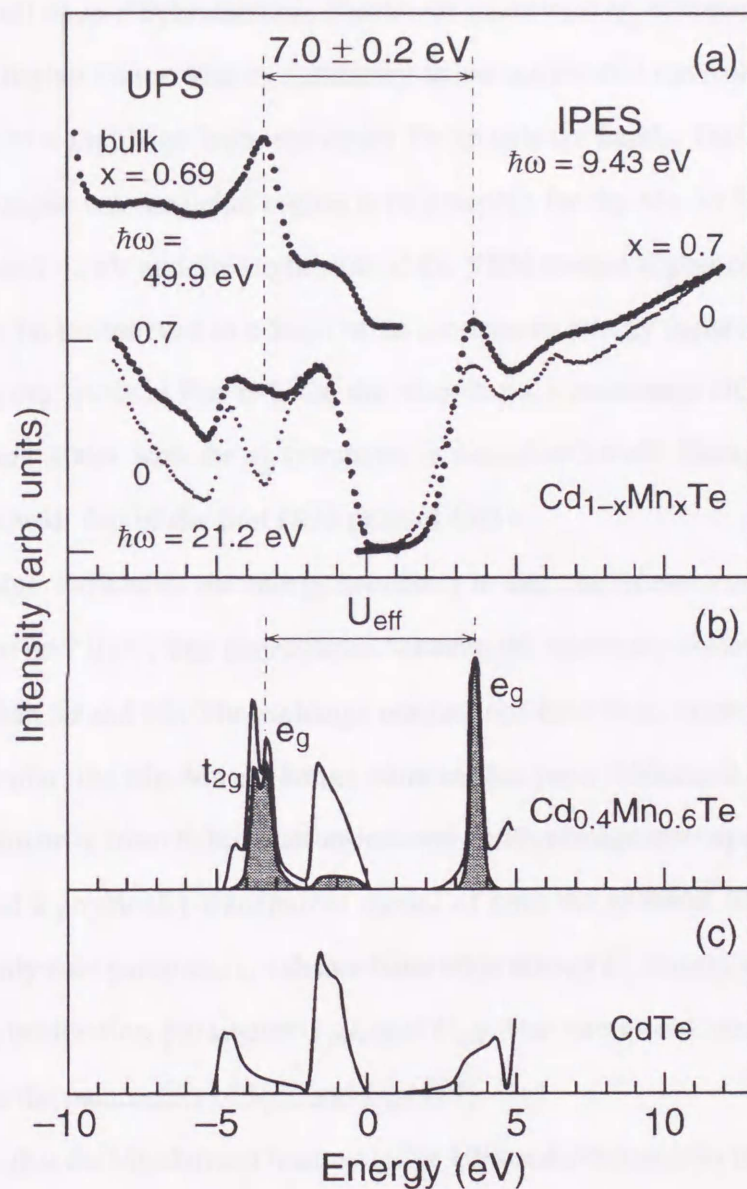 7.0 ± 0.2 eV
(a)
UPS
IPES
bulk
x = 0.69
ħω = 9.43 eV
x = 0.7
ħω =
49.9 eV
0
0.7
0
ħω = 21.2 eV
Cd1-xMnxTe
Intensity (arb. units)
Ueff
(b)
eg
eg
t2g
Cd0.4Mn0.6Te
(c)
CdTe
−10 −5 0 5 10
Energy (eV)